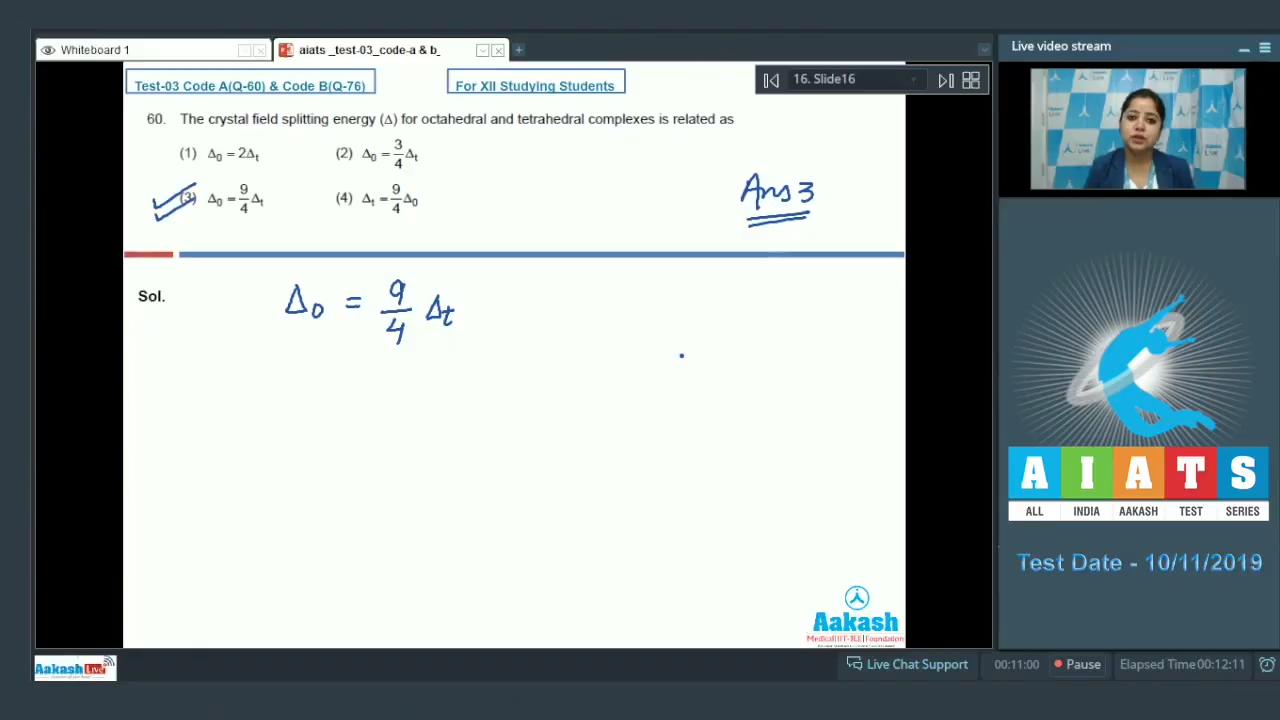 Whiteboard 1
aiats _test-03_code-a & b_
Live video stream
Test-03 Code A(Q-60) & Code B(Q-76)
For XII Studying Students
16. Slide16
60. The crystal field splitting energy (Δ) for octahedral and tetrahedral complexes is related as
(1) Δ₀ = 2Δₜ (2) Δ₀ = 3/4 Δₜ
(3) Δ₀ = 9/4 Δₜ (4) Δₜ = 9/4 Δ₀
Ans 3
Sol. Δ₀ = 9/4 Δt
A I A T S
ALL INDIA AAKASH TEST SERIES
Test Date - 10/11/2019
Aakash
Medical|IIT-JEE|Foundation
Aakash Live
Live Chat Support
00:11:00
Pause
Elapsed Time 00:12:11